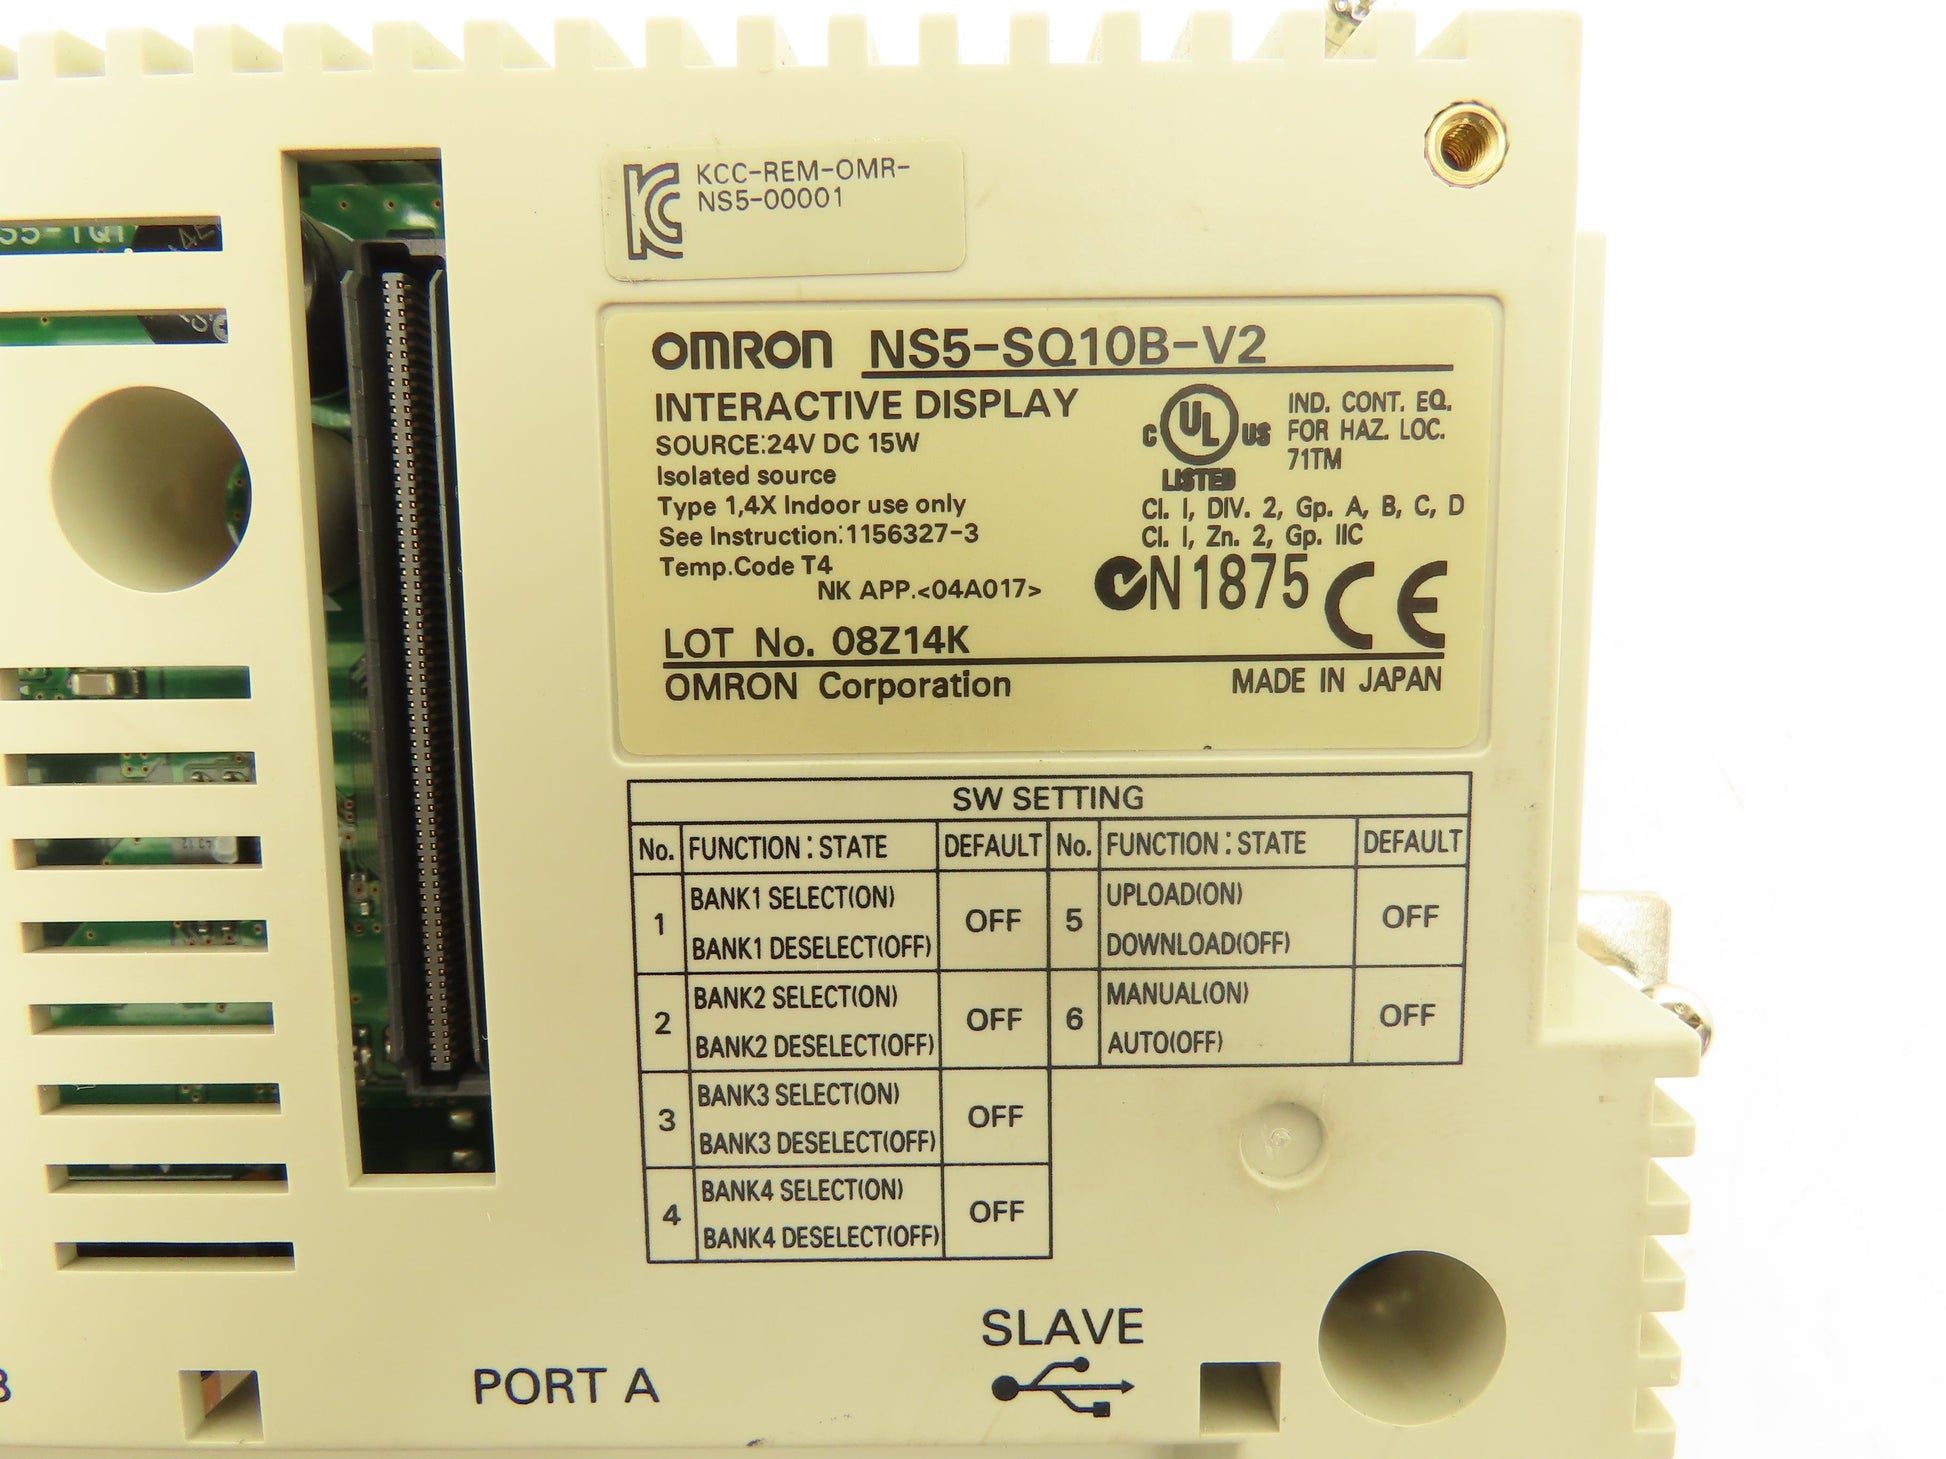 KCC-REM-OMR-
NS5-00001
OMRON NS5-SQ10B-V2
INTERACTIVE DISPLAY
SOURCE:24V DC 15W
Isolated source
Type 1,4X Indoor use only
See Instruction:1156327-3
Temp.Code T4
NK APP.<04A017>
C UL US
LISTED
IND. CONT. EQ.
FOR HAZ. LOC.
71TM
Cl. I, DIV. 2, Gp. A, B, C, D
Cl. I, Zn. 2, Gp. IIC
N1875 CE
LOT No. 08Z14K
OMRON Corporation MADE IN JAPAN
SW SETTING
No. FUNCTION:STATE DEFAULT No. FUNCTION:STATE DEFAULT
1 BANK1 SELECT(ON) BANK1 DESELECT(OFF) OFF 5 UPLOAD(ON) DOWNLOAD(OFF) OFF
2 BANK2 SELECT(ON) BANK2 DESELECT(OFF) OFF 6 MANUAL(ON) AUTO(OFF) OFF
3 BANK3 SELECT(ON) BANK3 DESELECT(OFF) OFF
4 BANK4 SELECT(ON) BANK4 DESELECT(OFF) OFF
SLAVE
PORT A